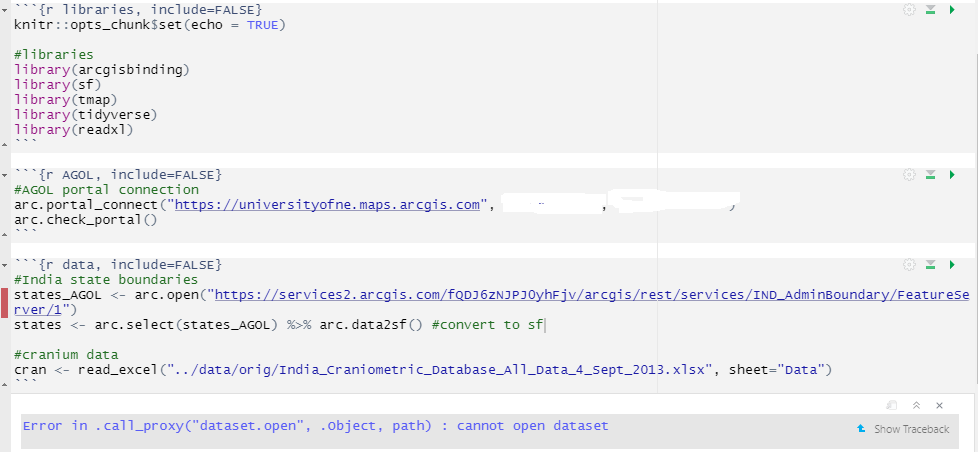 ```{r libraries, include=FALSE}
knitr::opts_chunk$set(echo = TRUE)
#libraries
library(arcgisbinding)
library(sf)
library(tmap)
library(tidyverse)
library(readxl)
```
```{r AGOL, include=FALSE}
#AGOL portal connection
arc.portal_connect("https://universityofne.maps.arcgis.com", , )
arc.check_portal()
```
```{r data, include=FALSE}
#India state boundaries
states_AGOL <- arc.open("https://services2.arcgis.com/fQDJ6zNJPJ0yhFjv/arcgis/rest/services/IND_AdminBoundary/FeatureSe
rver/1")
states <- arc.select(states_AGOL) %>% arc.data2sf() #convert to sf
#cranium data
cran <- read_excel("../data/orig/India_Craniometric_Database_All_Data_4_Sept_2013.xlsx", sheet="Data")
```
Error in .call_proxy("dataset.open", .Object, path) : cannot open dataset
Show Traceback